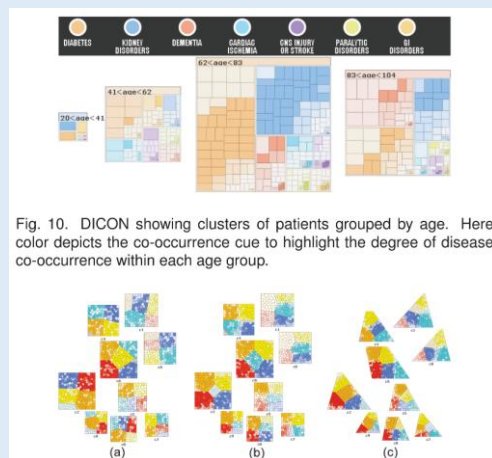 DIABETES
KIDNEY
DISORDERS
DEMENTIA
CARDIAC
ISCHEMIA
CNS INJURY
OR STROKE
PARALYTIC
DISORDERS
GI
DISORDERS
20<age<41
41<age<62
62<age<83
83<age<104
Fig. 10. DICON showing clusters of patients grouped by age. Here
color depicts the co-occurrence cue to highlight the degree of disease
co-occurrence within each age group.
(a)
(b)
(c)